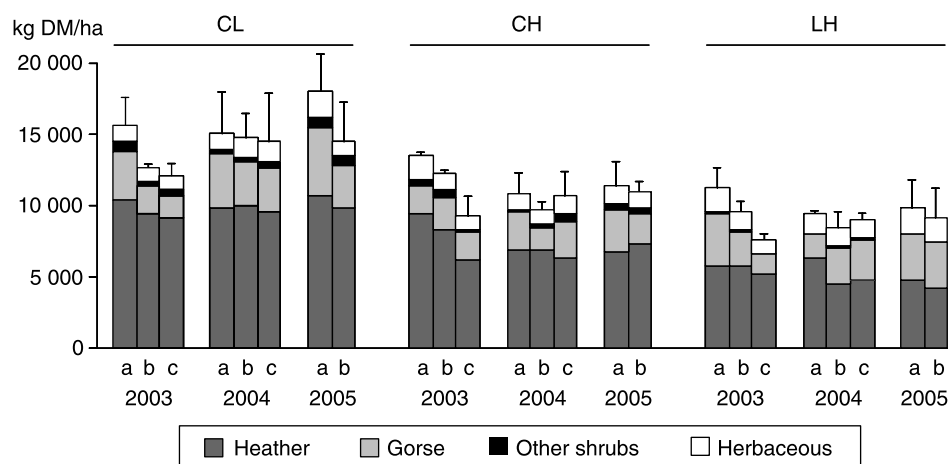 kg DM/ha
CL CH LH
20 000
15 000
10 000
5 000
0
a b c a b c a b a b c a b c a b a b c a b c a b
2003 2004 2005 2003 2004 2005 2003 2004 2005
Heather Gorse Other shrubs Herbaceous